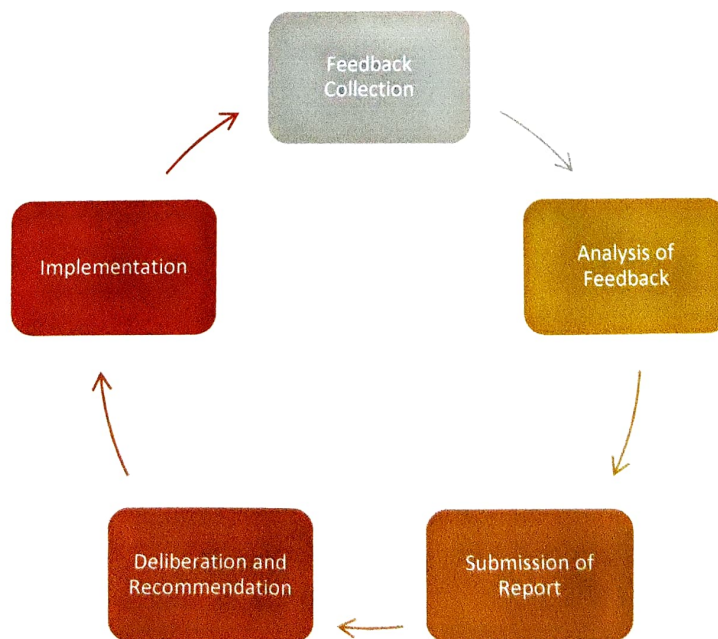 Feedback
Collection
Analysis of
Feedback
Submission of
Report
Deliberation and
Recommendation
Implementation